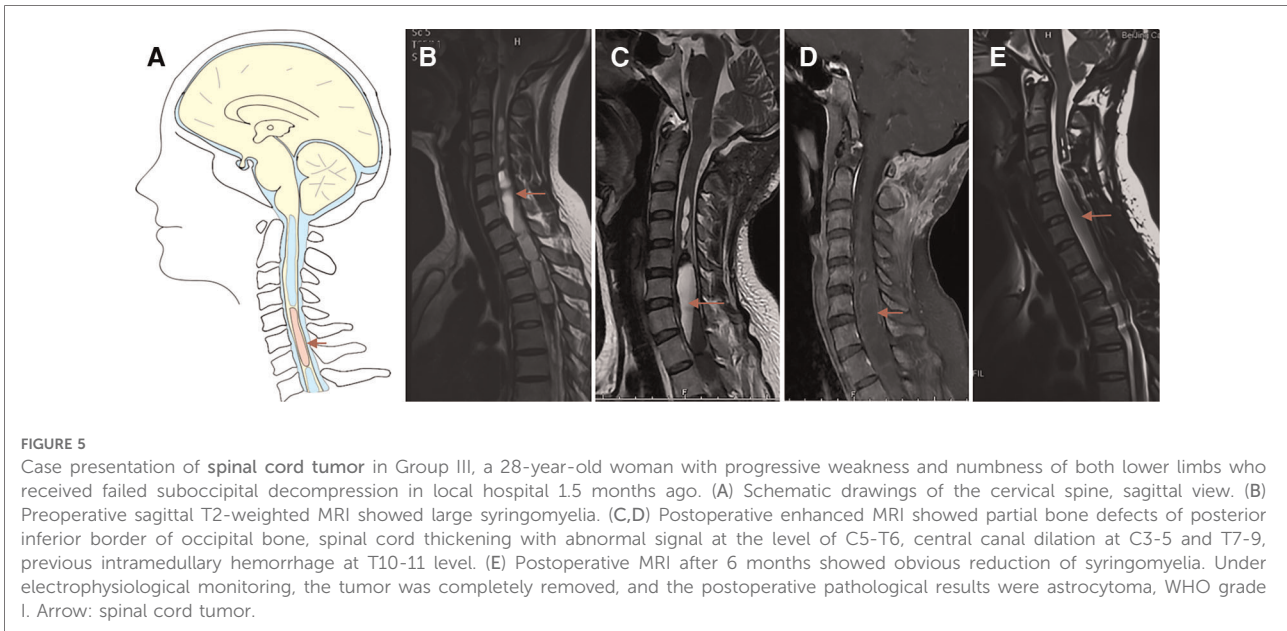 A
B
C
D
E
Sc 5
S
H
H
Beijing Ca
F
F
FIL
FIGURE 5
Case presentation of spinal cord tumor in Group III, a 28-year-old woman with progressive weakness and numbness of both lower limbs who
received failed suboccipital decompression in local hospital 1.5 months ago. (A) Schematic drawings of the cervical spine, sagittal view. (B)
Preoperative sagittal T2-weighted MRI showed large syringomyelia. (C,D) Postoperative enhanced MRI showed partial bone defects of posterior
inferior border of occipital bone, spinal cord thickening with abnormal signal at the level of C5-T6, central canal dilation at C3-5 and T7-9,
previous intramedullary hemorrhage at T10-11 level. (E) Postoperative MRI after 6 months showed obvious reduction of syringomyelia. Under
electrophysiological monitoring, the tumor was completely removed, and the postoperative pathological results were astrocytoma, WHO grade
I. Arrow: spinal cord tumor.